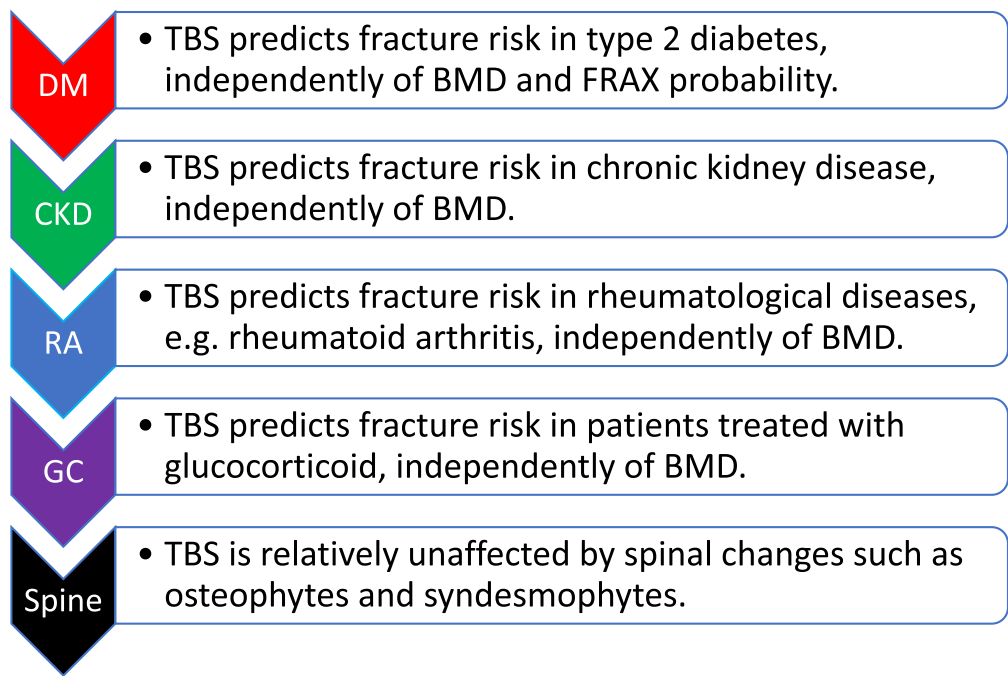 DM
• TBS predicts fracture risk in type 2 diabetes,
independently of BMD and FRAX probability.
CKD
• TBS predicts fracture risk in chronic kidney disease,
independently of BMD.
RA
• TBS predicts fracture risk in rheumatological diseases,
e.g. rheumatoid arthritis, independently of BMD.
GC
• TBS predicts fracture risk in patients treated with
glucocorticoid, independently of BMD.
Spine
• TBS is relatively unaffected by spinal changes such as
osteophytes and syndesmophytes.